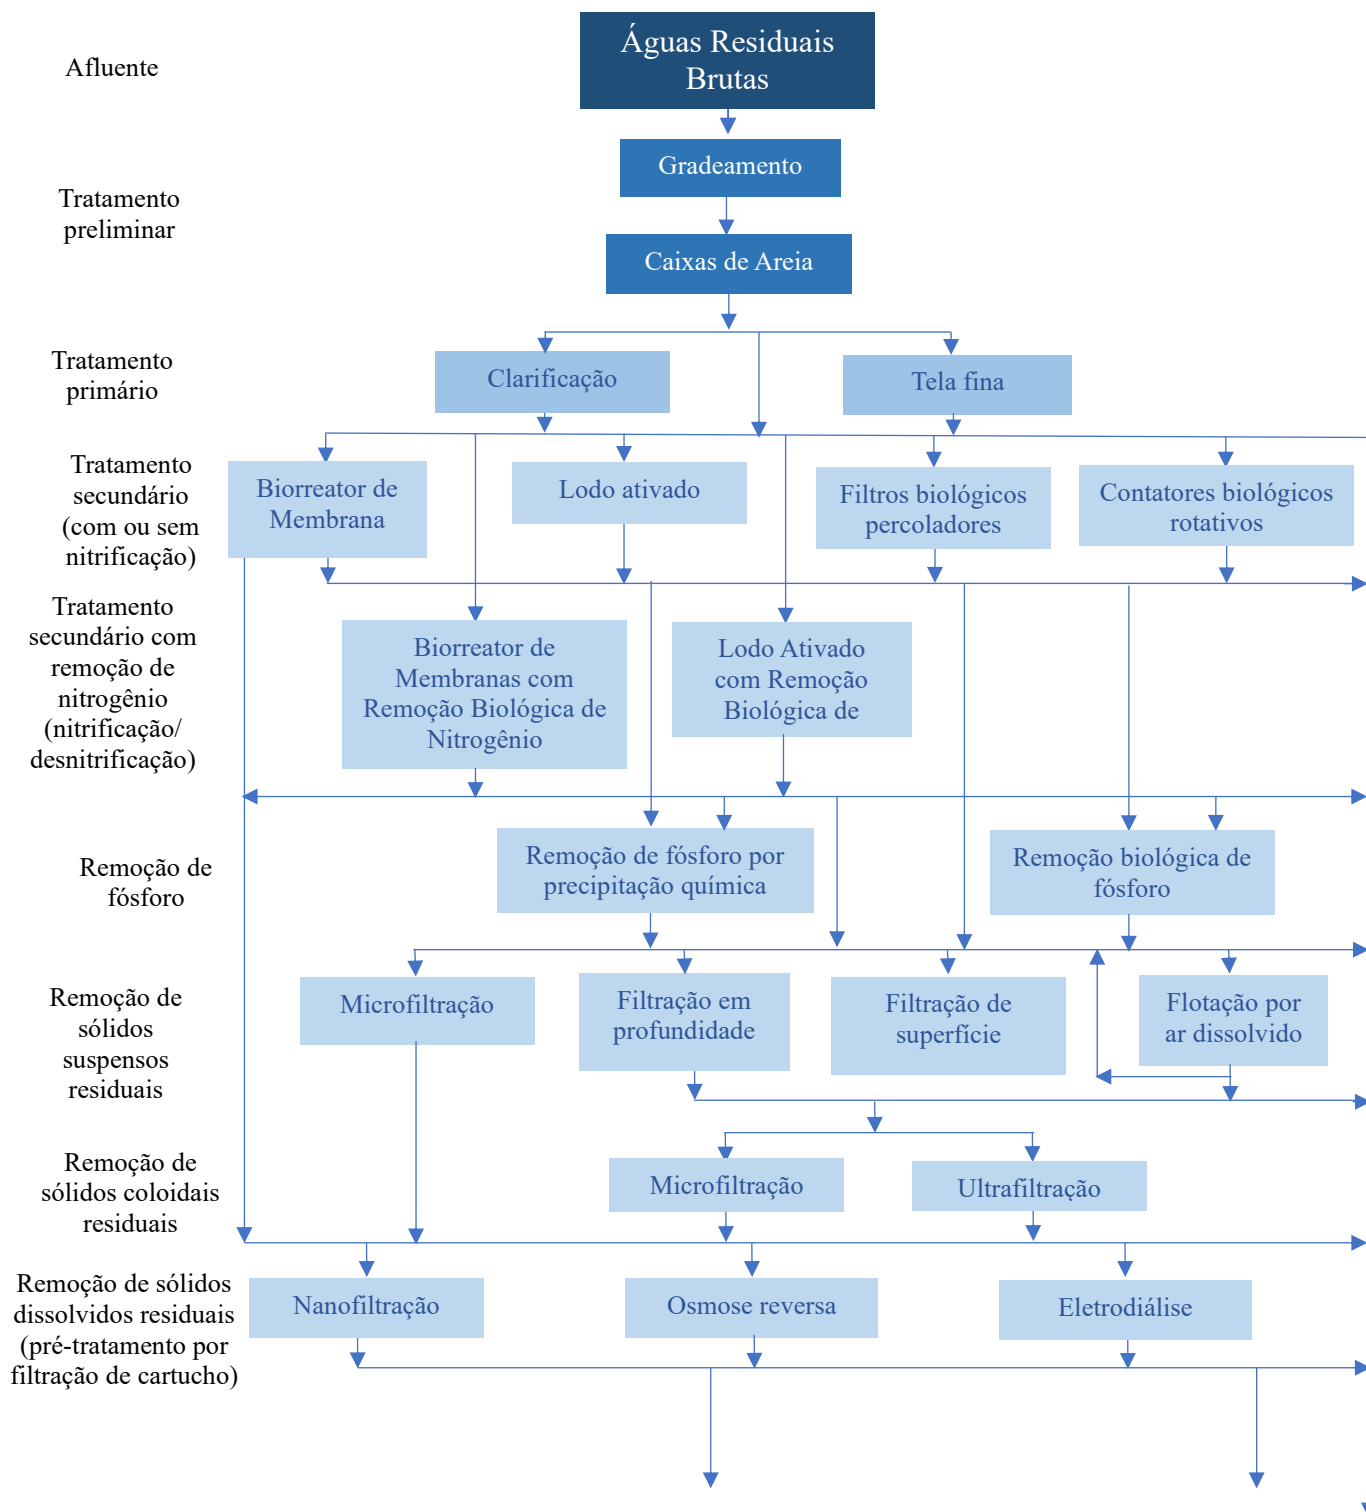 Afluente
Águas Residuais
Brutas
Tratamento
preliminar
Gradeamento
Caixas de Areia
Tratamento
primário
Clarificação
Tela fina
Tratamento
secundário
(com ou sem
nitrificação)
Biorreator de
Membrana
Lodo ativado
Filtros biológicos
percoladores
Contatores biológicos
rotativos
Tratamento
secundário com
remoção de
nitrogênio
(nitrificação/
desnitrificação)
Biorreator de
Membranas com
Remoção Biológica de
Nitrogênio
Lodo Ativado
com Remoção
Biológica de
Remoção de
fósforo
Remoção de fósforo por
precipitação química
Remoção biológica de
fósforo
Remoção de
sólidos
suspensos
residuais
Microfiltração
Filtração em
profundidade
Filtração de
superfície
Flotação por
ar dissolvido
Remoção de
sólidos coloidais
residuais
Microfiltração
Ultrafiltração
Remoção de sólidos
dissolvidos residuais
(pré-tratamento por
filtração de cartucho)
Nanofiltração
Osmose reversa
Eletrodiálise